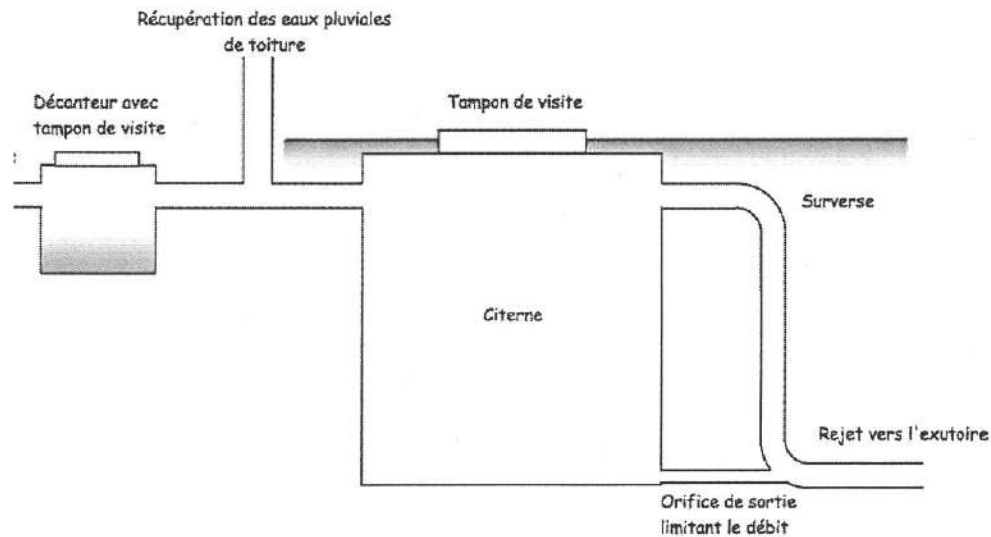 Récupération des eaux pluviales
de toiture
Décanteur avec
tampon de visite
Tampon de visite
Surverse
Citerne
Rejet vers l'exutoire
Orifice de sortie
limitant le débit